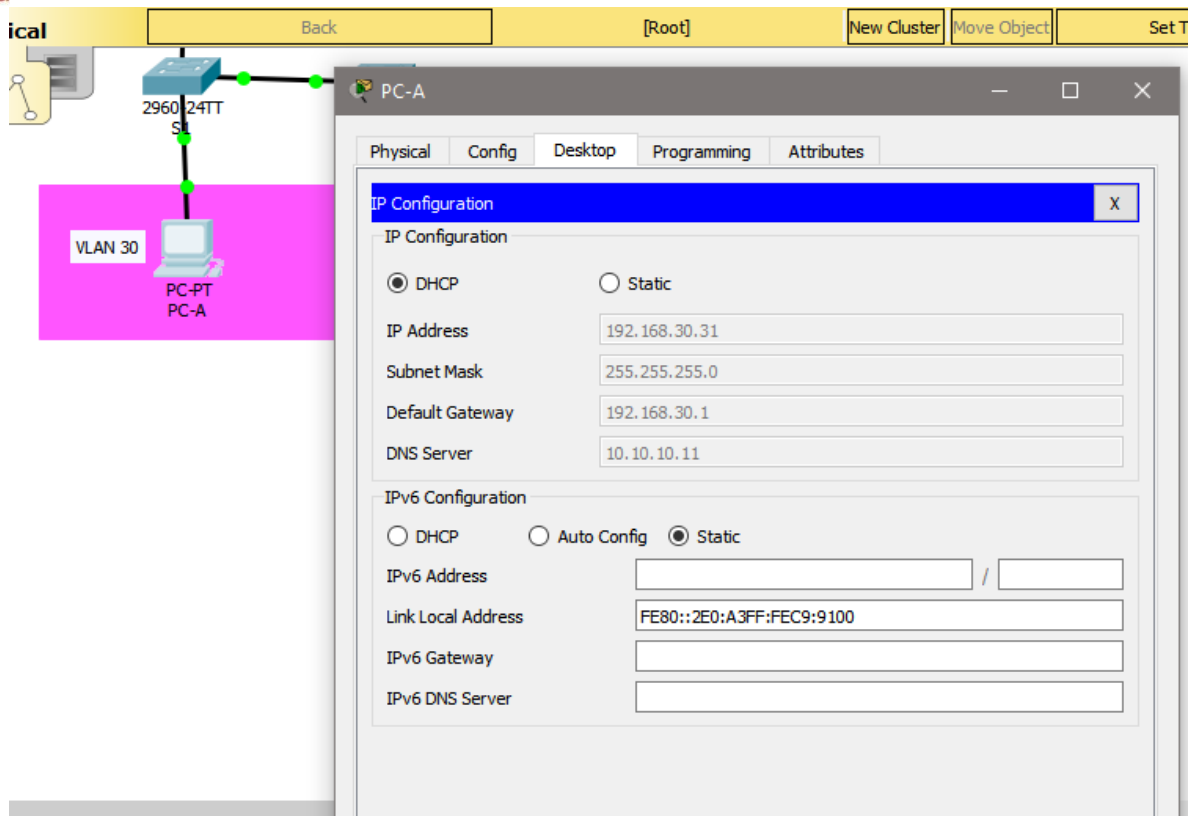 ical
Back
[Root]
New Cluster
Move Object
Set T
2960-24TT
S1
VLAN 30
PC-PT
PC-A
PC-A
Physical
Config
Desktop
Programming
Attributes
IP Configuration
X
IP Configuration
DHCP
Static
IP Address
192.168.30.31
Subnet Mask
255.255.255.0
Default Gateway
192.168.30.1
DNS Server
10.10.10.11
IPv6 Configuration
DHCP
Auto Config
Static
IPv6 Address
/
Link Local Address
FE80::2E0:A3FF:FEC9:9100
IPv6 Gateway
IPv6 DNS Server